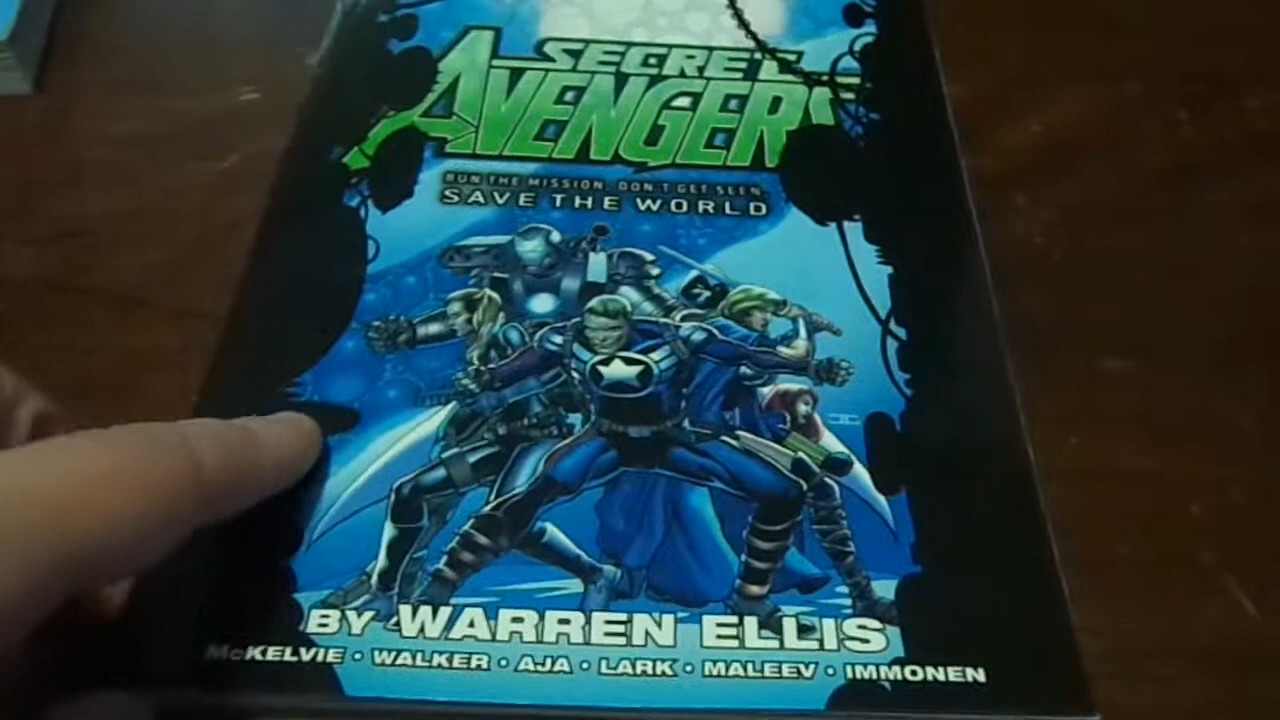 SECRET
AVENGERS
RUN THE MISSION. DON'T GET SEEN.
SAVE THE WORLD
BY WARREN ELLIS
McKELVIE • WALKER • AJA • LARK • MALEEV • IMMONEN